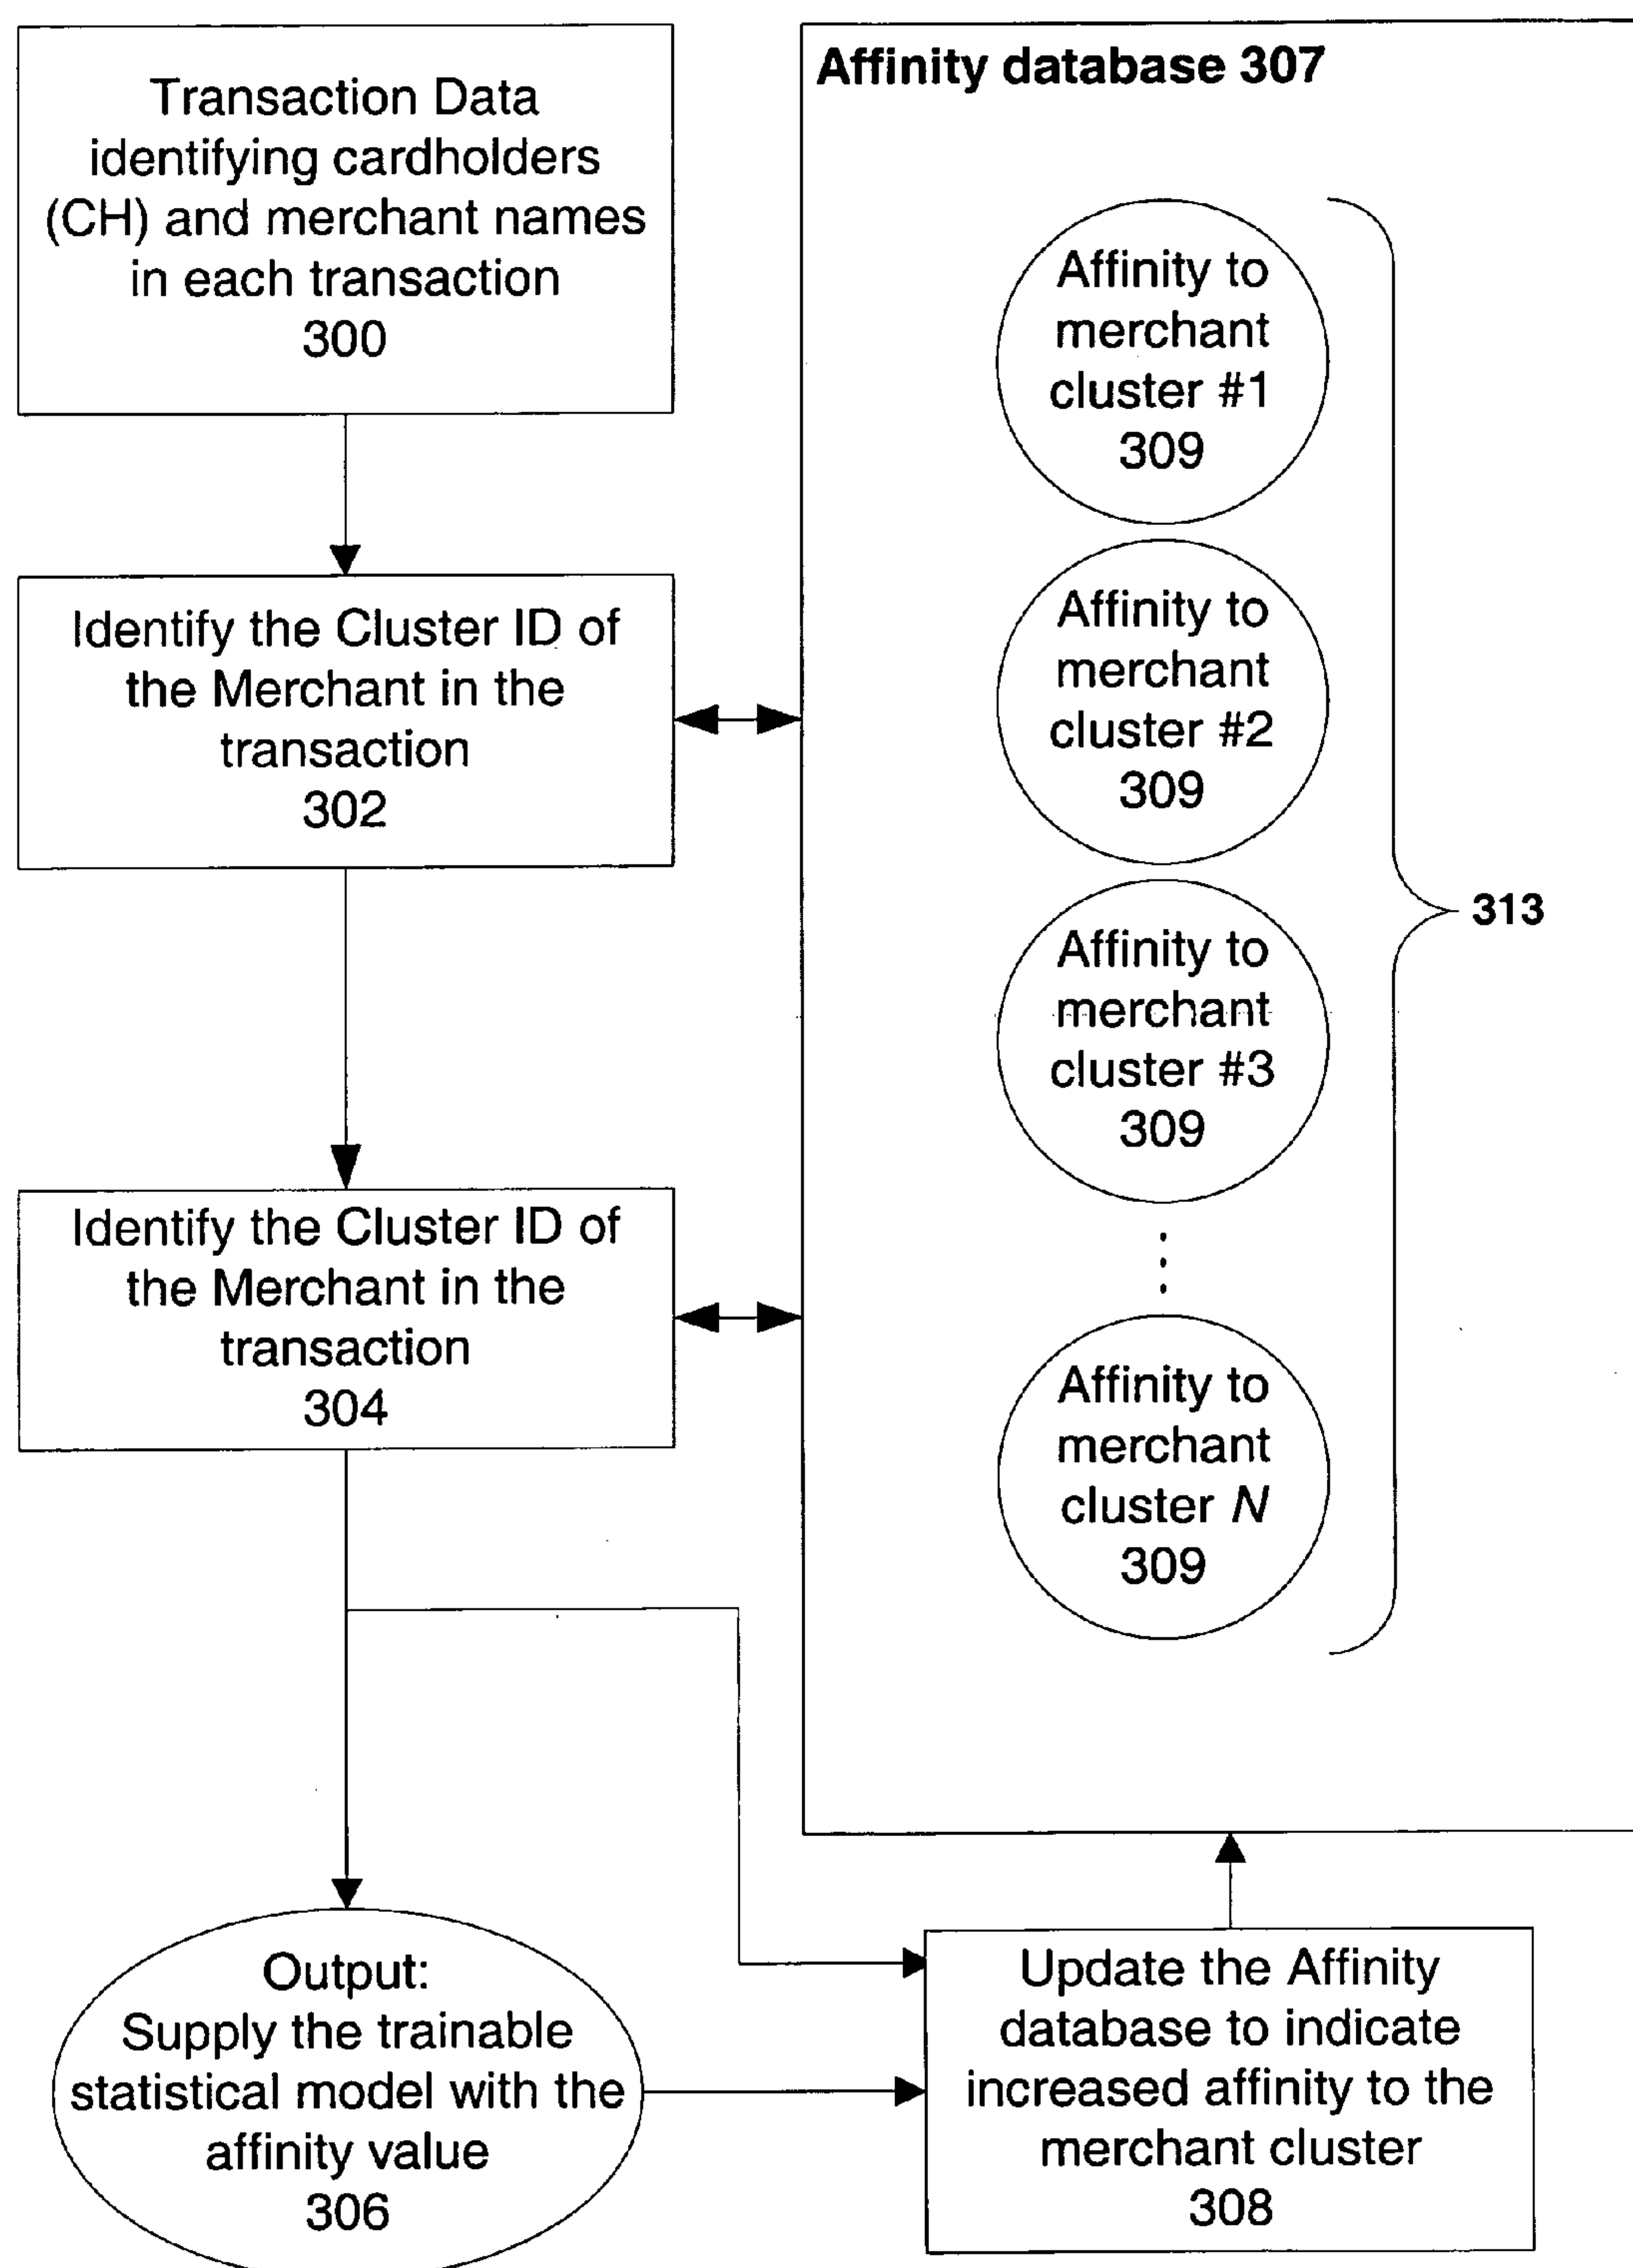 Transaction Data
identifying cardholders
(CH) and merchant names
in each transaction
300
Identify the Cluster ID of
the Merchant in the
transaction
302
Identify the Cluster ID of
the Merchant in the
transaction
304
Output:
Supply the trainable
statistical model with the
affinity value
306
Affinity database 307
Affinity to
merchant
cluster #1
309
Affinity to
merchant
cluster #2
309
Affinity to
merchant
cluster #3
309
Affinity to
merchant
cluster N
309
313
Update the Affinity
database to indicate
increased affinity to the
merchant cluster
308